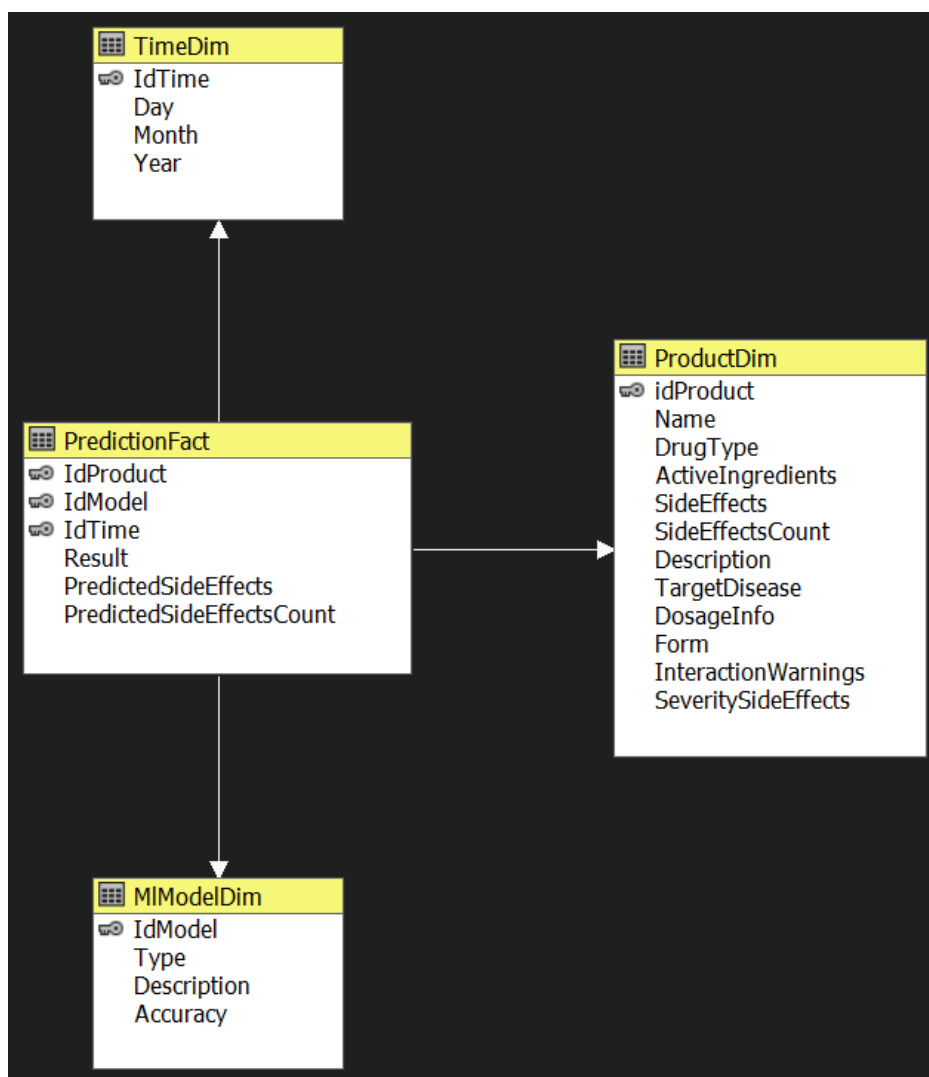 TimeDim
IdTime
Day
Month
Year
PredictionFact
IdProduct
IdModel
IdTime
Result
PredictedSideEffects
PredictedSideEffectsCount
ProductDim
idProduct
Name
DrugType
ActiveIngredients
SideEffects
SideEffectsCount
Description
TargetDisease
DosageInfo
Form
InteractionWarnings
SeveritySideEffects
MlModelDim
IdModel
Type
Description
Accuracy